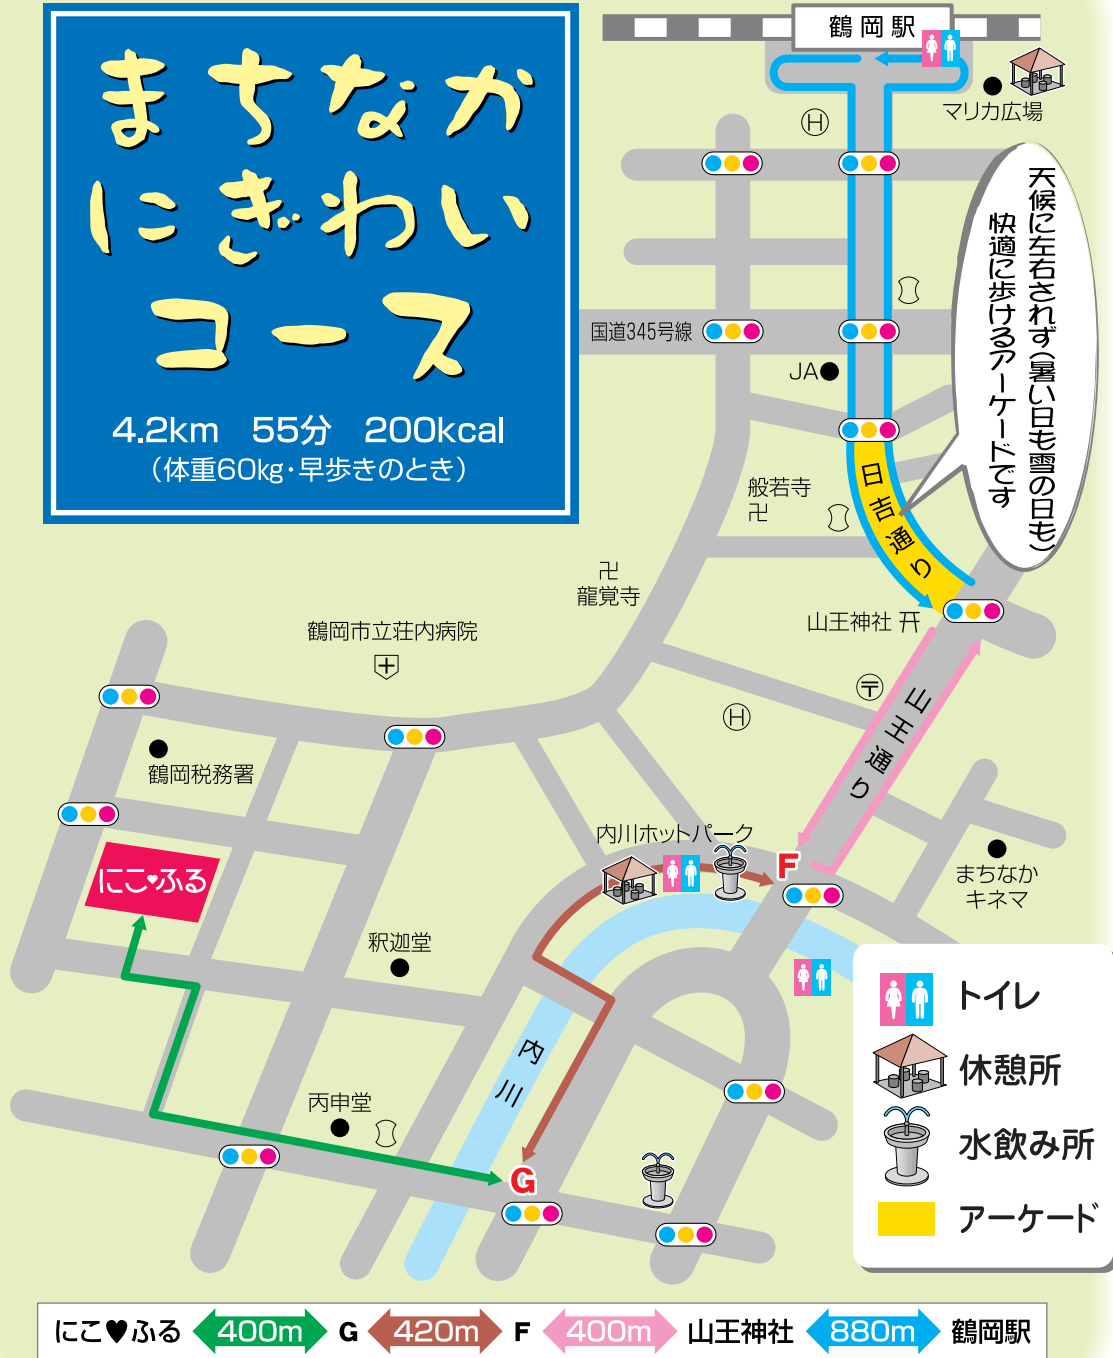 まちなか
にぎわい
コース
4.2km 55分 200kcal
（体重60kg・早歩きのとき）
鶴岡駅
マリカ広場
H
天候に左右されず（暑い日も雪の日も）
快適に歩けるアーケードです
国道345号線
JA
日吉通り
般若寺
卍
卍
龍覚寺
山王神社
鶴岡市立荘内病院
〒
H
山王通り
鶴岡税務署
内川ホットパーク
F
まちなか
キネマ
にこ♥ふる
釈迦堂
内川
丙申堂
G
トイレ
休憩所
水飲み所
アーケード
にこ♥ふる 400m G 420m F 400m 山王神社 880m 鶴岡駅